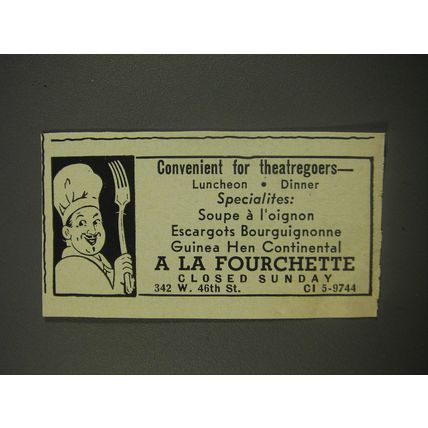 Convenient for theatregoers—
Luncheon • Dinner
Specialites:
Soupe à l'oignon
Escargots Bourguignonne
Guinea Hen Continental
A LA FOURCHETTE
CLOSED SUNDAY
342 W. 46th St. CI 5-9744